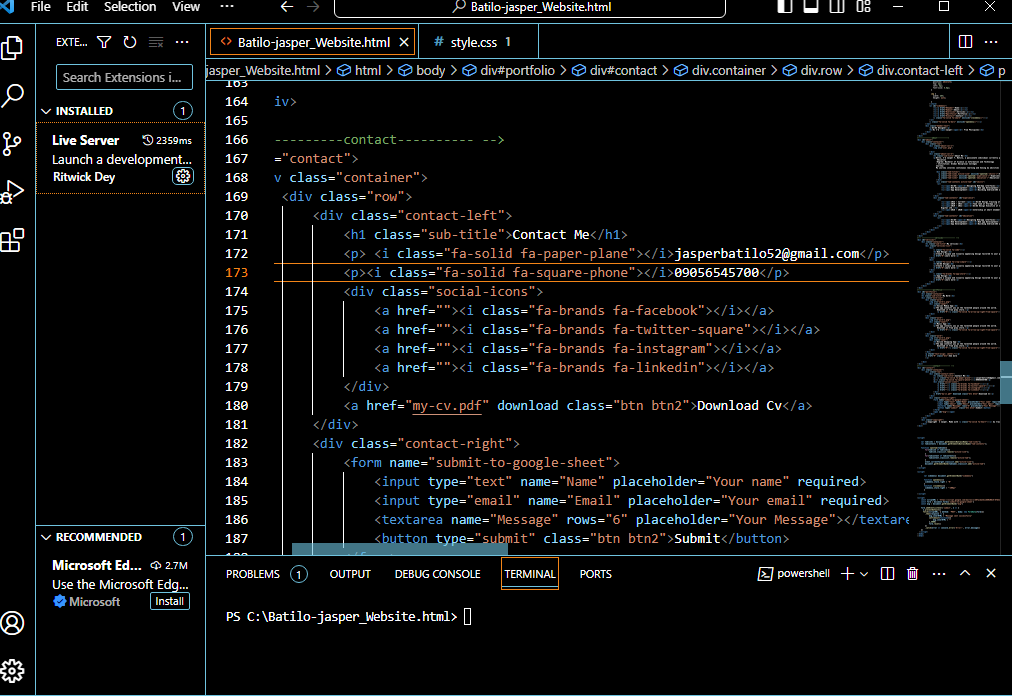 File Edit Selection View ··· Batilo-jasper_Website.html
EXTE... ···
Search Extensions i...
INSTALLED 1
Live Server 2359ms
Launch a development...
Ritwick Dey
RECOMMENDED 1
Microsoft Ed... 2.7M
Use the Microsoft Edg...
Microsoft Install
<> Batilo-jasper_Website.html × # style.css 1 ···
jasper_Website.html > html > body > div#portfolio > div#contact > div.container > div.row > div.contact-left > p
163
164 iv>
165
166 ---------contact---------- -->
167 ="contact">
168 v class="container">
169 <div class="row">
170 <div class="contact-left">
171 <h1 class="sub-title">Contact Me</h1>
172 <p> <i class="fa-solid fa-paper-plane"></i>jasperbatilo52@gmail.com</p>
173 <p><i class="fa-solid fa-square-phone"></i>09056545700</p>
174 <div class="social-icons">
175 <a href=""><i class="fa-brands fa-facebook"></i></a>
176 <a href=""><i class="fa-brands fa-twitter-square"></i></a>
177 <a href=""><i class="fa-brands fa-instagram"></i></a>
178 <a href=""><i class="fa-brands fa-linkedin"></i></a>
179 </div>
180 <a href="my-cv.pdf" download class="btn btn2">Download Cv</a>
181 </div>
182 <div class="contact-right">
183 <form name="submit-to-google-sheet">
184 <input type="text" name="Name" placeholder="Your name" required>
185 <input type="email" name="Email" placeholder="Your email" required>
186 <textarea name="Message" rows="6" placeholder="Your Message"></textare
187 <button type="submit" class="btn btn2">Submit</button>
PROBLEMS 1 OUTPUT DEBUG CONSOLE TERMINAL PORTS powershell ···
PS C:\Batilo-jasper_Website.html>